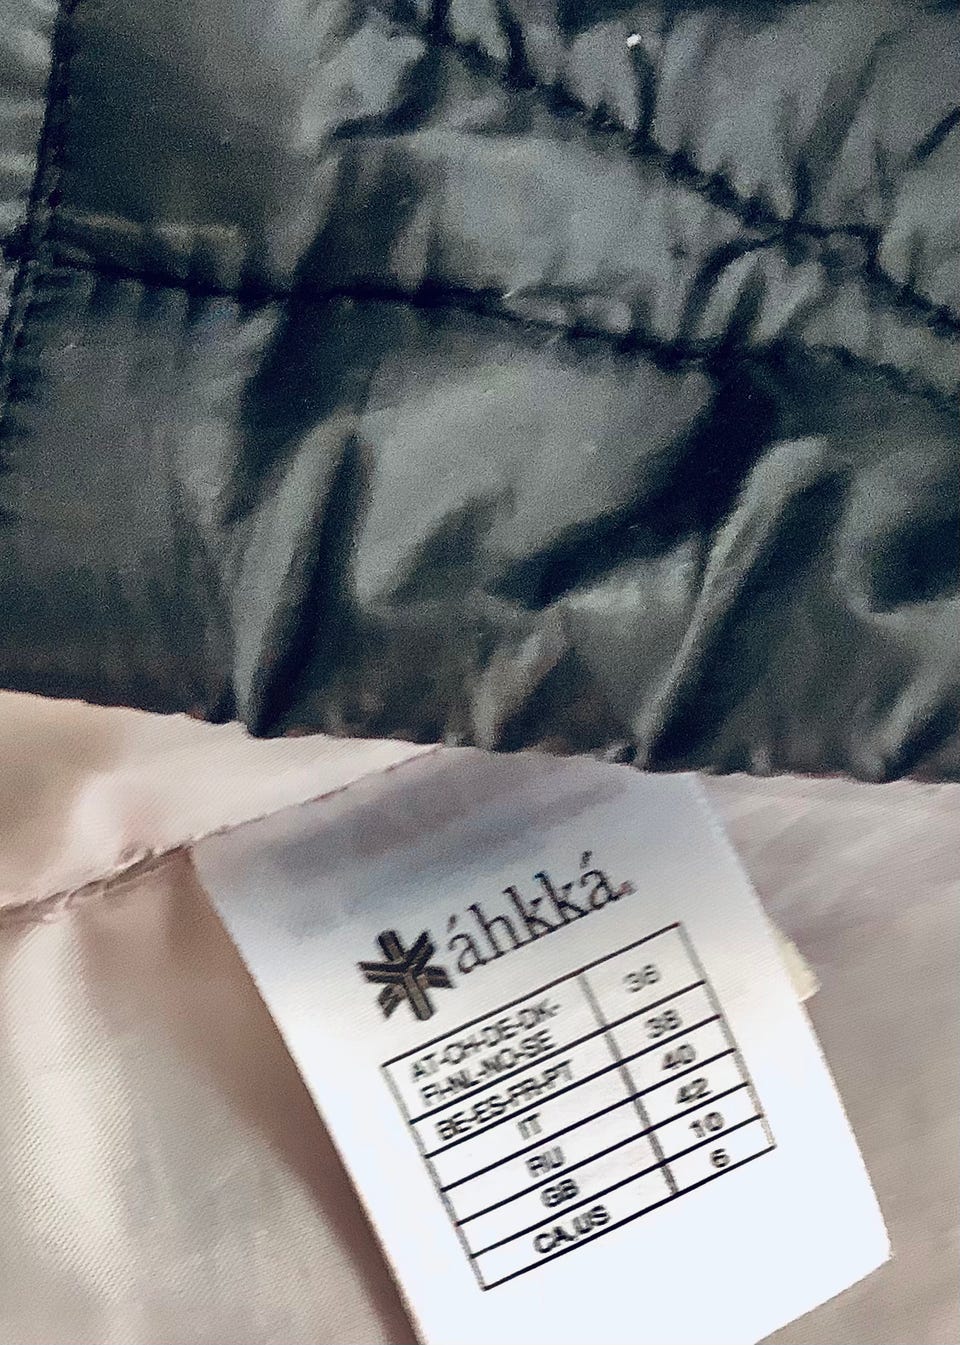 áhkká
AT-CH-DE-DK-
FI-NL-NO-SE 36
BE-ES-FR-PT 38
IT 40
RU 42
GB 10
CA,US 6